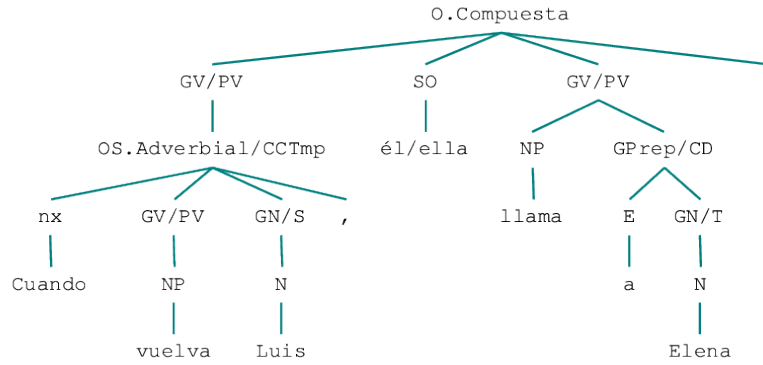 O.Compuesta
GV/PV SO GV/PV
OS.Adverbial/CCTmp él/ella NP GPrep/CD
nx GV/PV GN/S , llama E GN/T
Cuando NP N a N
vuelva Luis Elena